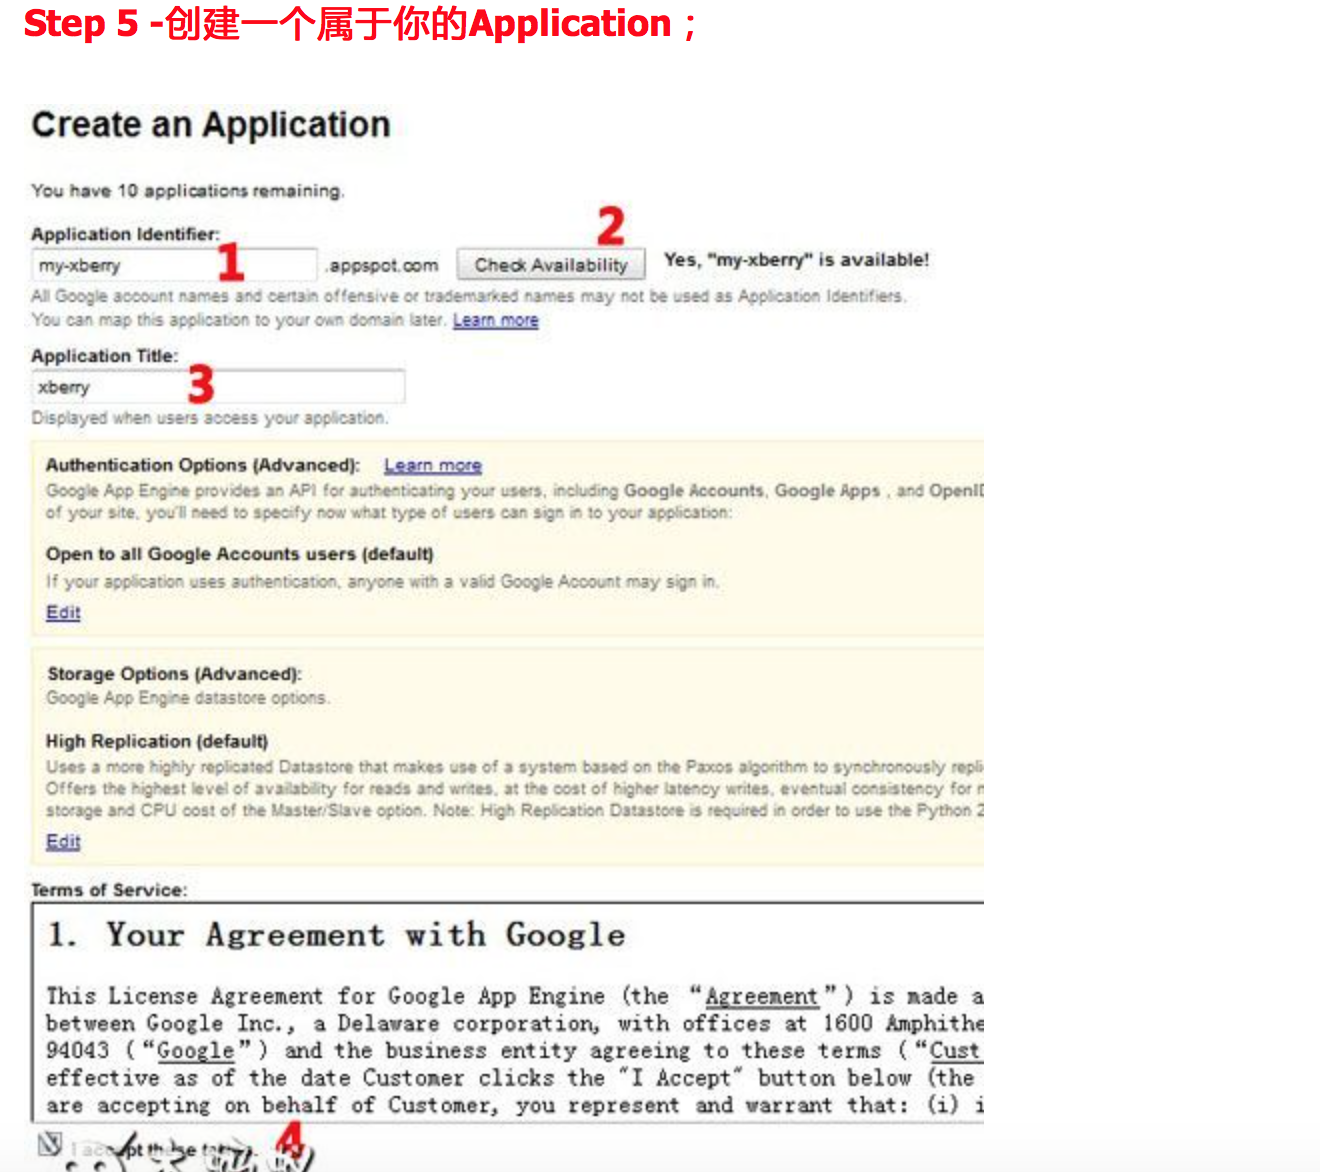 Step 5 -创建一个属于你的Application；
Create an Application
You have 10 applications remaining.
2
Application Identifier:
my-xberry 1 .appspot.com Check Availability Yes, "my-xberry" is available!
All Google account names and certain offensive or trademarked names may not be used as Application Identifiers.
You can map this application to your own domain later. Learn more
Application Title:
xberry 3
Displayed when users access your application.
Authentication Options (Advanced): Learn more
Google App Engine provides an API for authenticating your users, including Google Accounts, Google Apps , and OpenID
of your site, you'll need to specify now what type of users can sign in to your application:
Open to all Google Accounts users (default)
If your application uses authentication, anyone with a valid Google Account may sign in.
Edit
Storage Options (Advanced):
Google App Engine datastore options.
High Replication (default)
Uses a more highly replicated Datastore that makes use of a system based on the Paxos algorithm to synchronously repli
Offers the highest level of availability for reads and writes, at the cost of higher latency writes, eventual consistency for
storage and CPU cost of the Master/Slave option. Note: High Replication Datastore is required in order to use the Python 2
Edit
Terms of Service:
1. Your Agreement with Google
This License Agreement for Google App Engine (the “Agreement”) is made a
between Google Inc., a Delaware corporation, with offices at 1600 Amphithe
94043 (“Google”) and the business entity agreeing to these terms (“Cust
effective as of the date Customer clicks the "I Accept" button below (the
are accepting on behalf of Customer, you represent and warrant that: (i) i
I accept these terms. 4